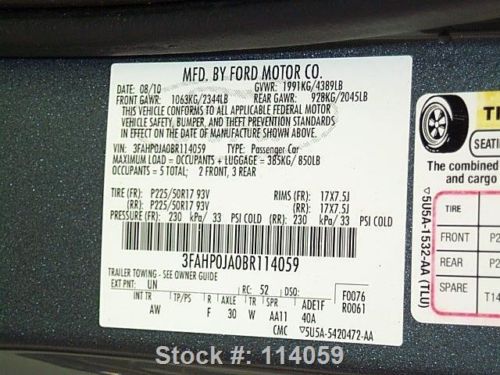 MFD. BY FORD MOTOR CO.
DATE: 08/10 GVWR: 1991KG/4389LB
FRONT GAWR: 1063KG/2344LB REAR GAWR: 928KG/2045LB
THIS VEHICLE CONFORMS TO ALL APPLICABLE FEDERAL MOTOR
VEHICLE SAFETY, BUMPER, AND THEFT PREVENTION STANDARDS
IN EFFECT ON THE DATE OF MANUFACTURE SHOWN ABOVE.
VIN: 3FAHP0JA0BR114059 TYPE: Passenger Car
MAXIMUM LOAD = OCCUPANTS + LUGGAGE = 385KG/850LB
OCCUPANTS = 5 TOTAL: 2 FRONT, 3 REAR
TIRE (FR) P225/50R17 93V RIMS (FR) 17X7.5J
(RR) P225/50R17 93V (RR) 17X7.5J
PRESSURE (FR) 230 kPa/ 33 PSI COLD (RR) 230 kPa/ 33 PSI COLD
3FAHP0JA0BR114059
TRAILER TOWING - SEE OWNER GUIDE
EXT PNT: UN RC: 52 DSO: F0076
INT TR TP/PS R AXLE TR SPR R0061
AW F 30 W AA11 40A
ADE1F
CMC ▽5U5A-5420472-AA
▽5U5A-1532-AA (TLU)
SEATI
The combined
and cargo
TIRE
FRONT P2
REAR P2
SPARE T14
Stock #: 114059